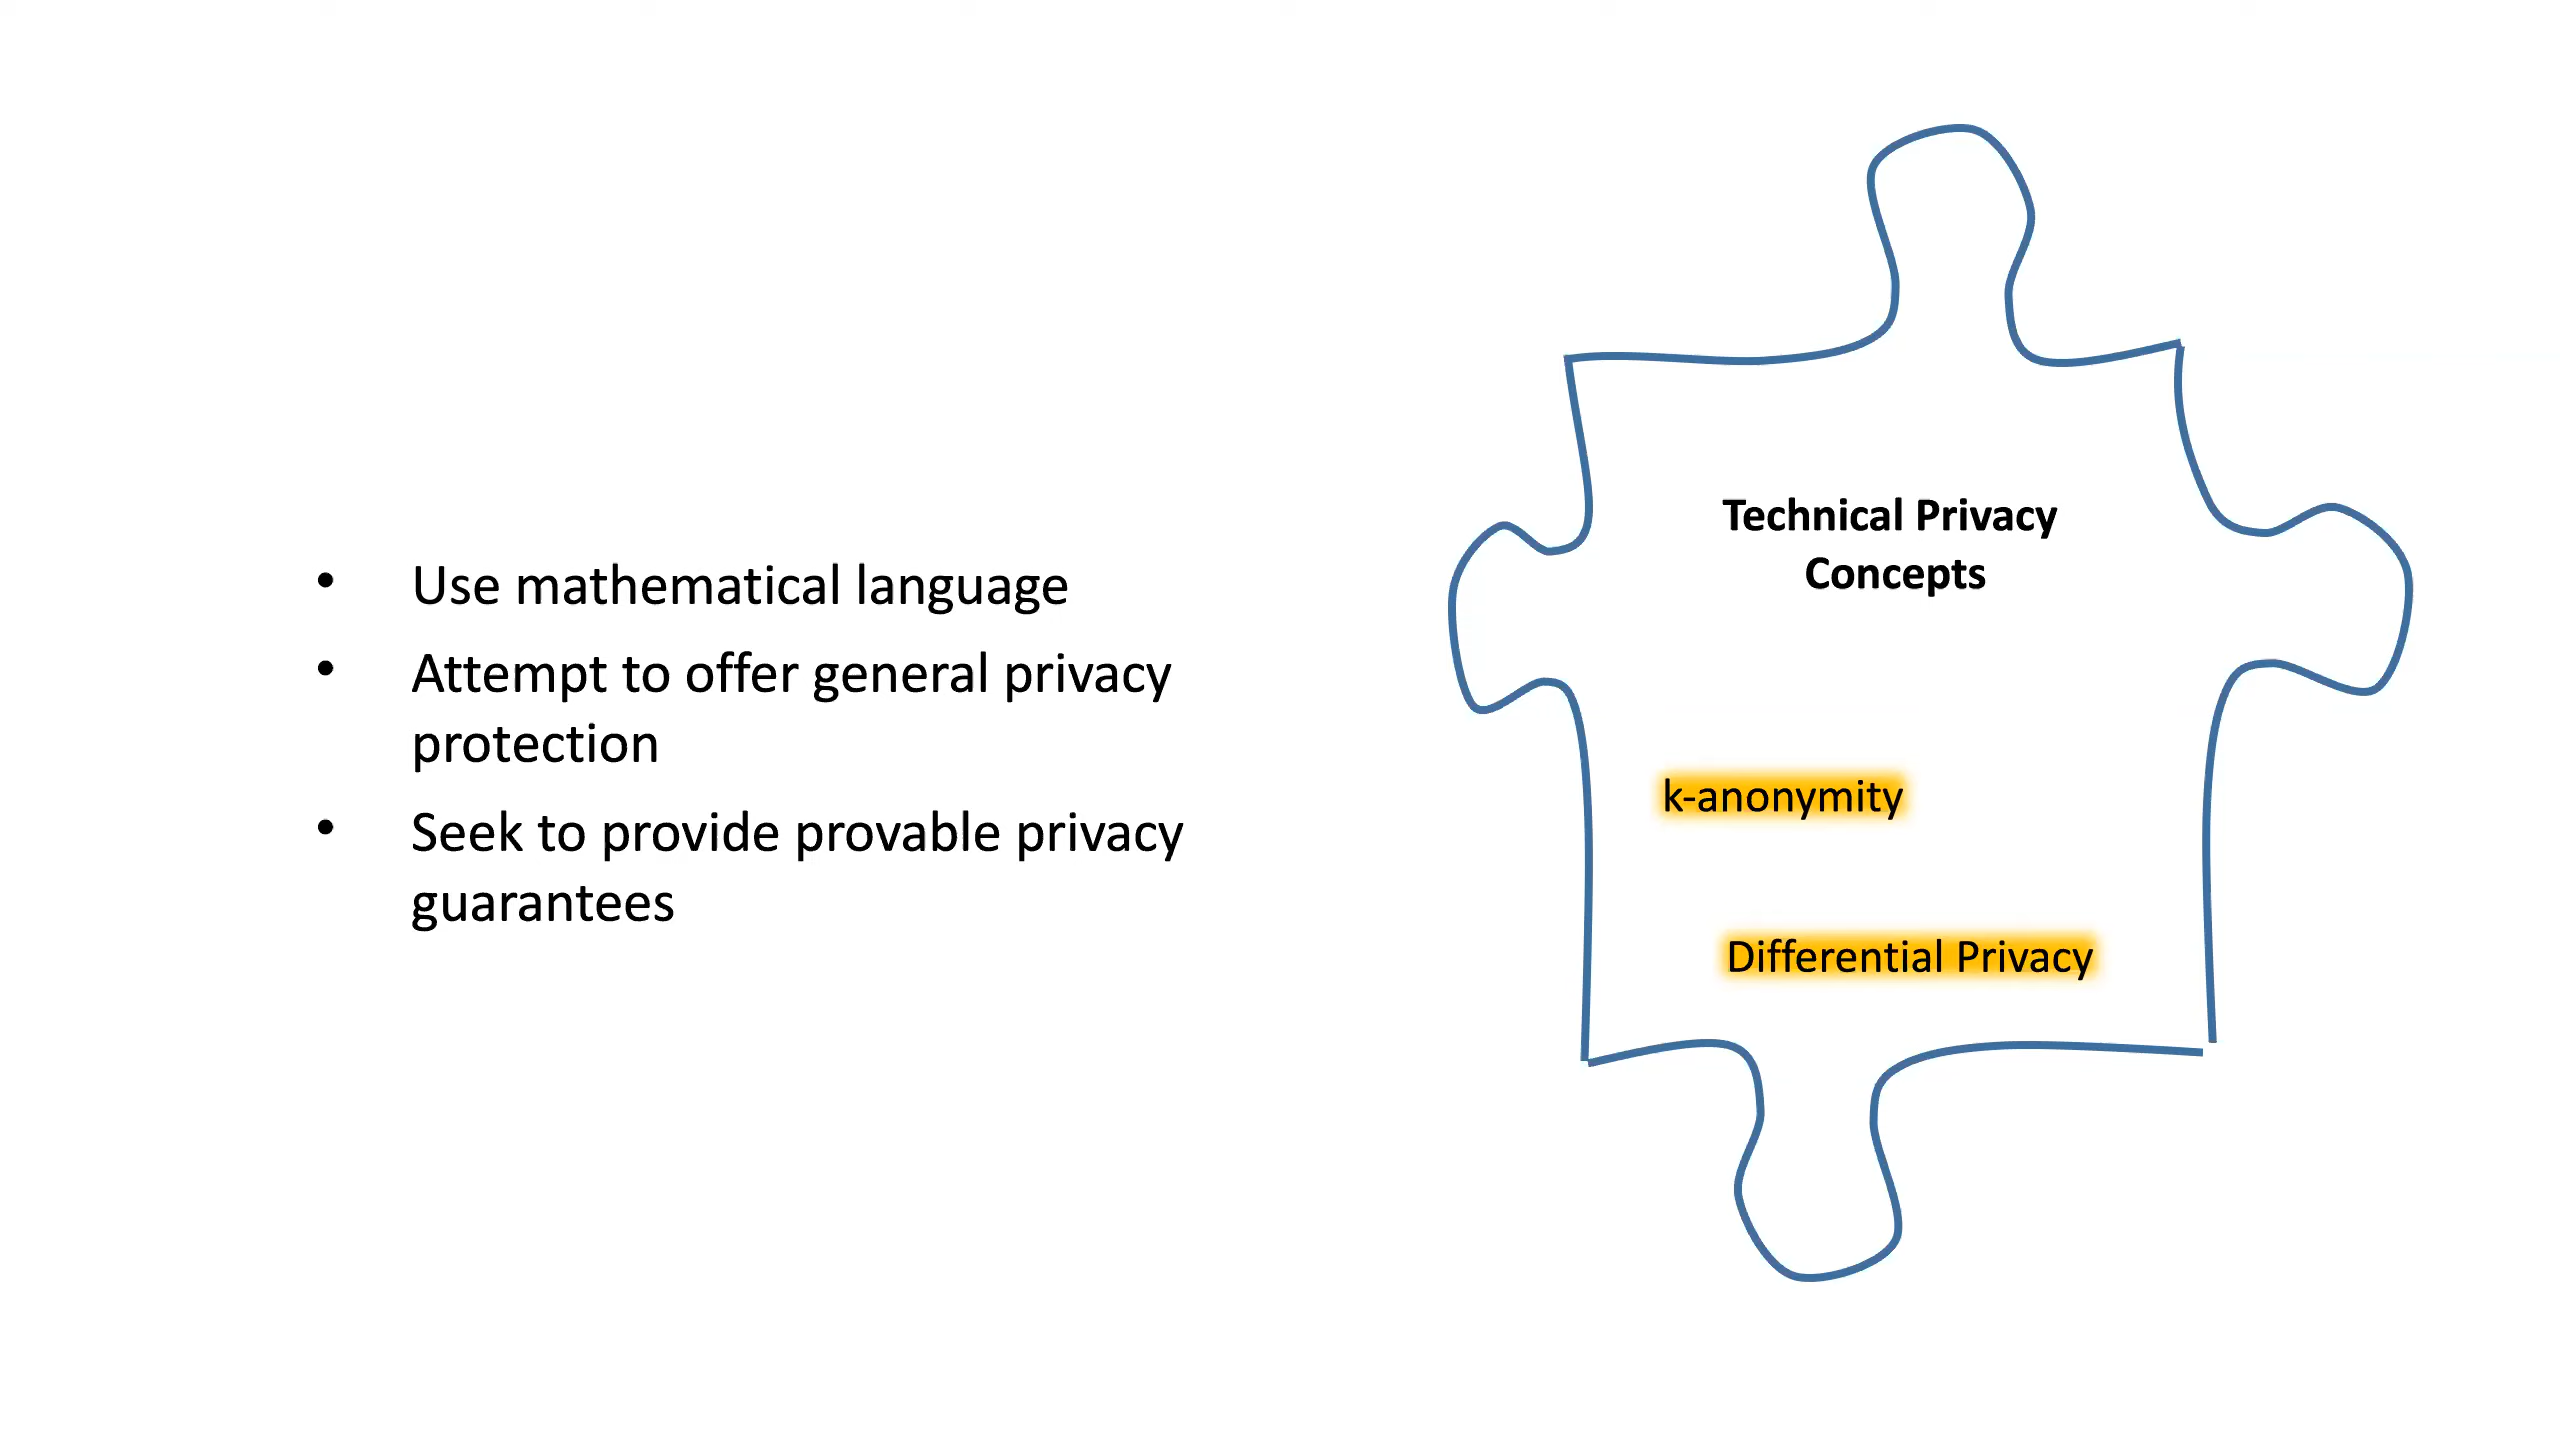 • Use mathematical language
• Attempt to offer general privacy
protection
• Seek to provide provable privacy
guarantees
Technical Privacy
Concepts
k-anonymity
Differential Privacy